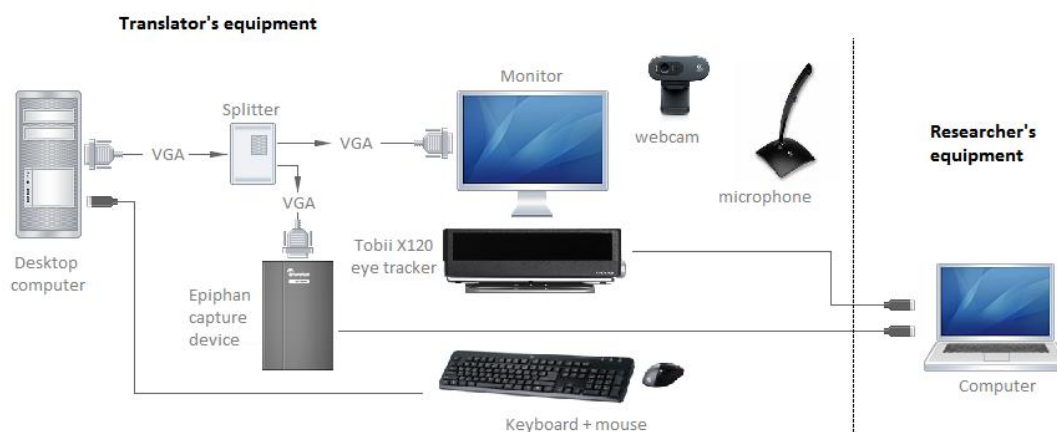 Translator's equipment
Monitor
Splitter
webcam
VGA
VGA
Researcher's
equipment
microphone
VGA
Desktop
computer
Tobii X120
eye tracker
Epiphan
capture
device
Computer
Keyboard + mouse